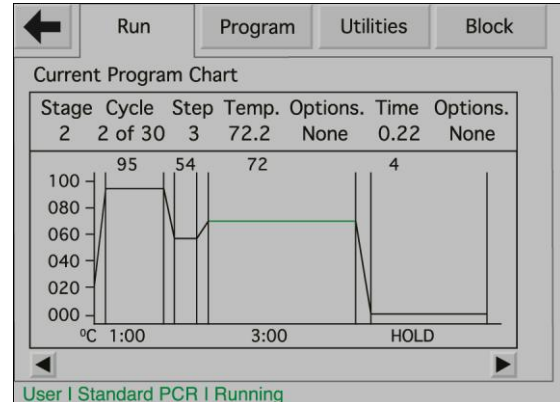 Run Program Utilities Block
Current Program Chart
Stage Cycle Step Temp. Options. Time Options.
2 2 of 30 3 72.2 None 0.22 None
95 54 72 4
100
080
060
040
020
000
ºC 1:00 3:00 HOLD
User I Standard PCR I Running